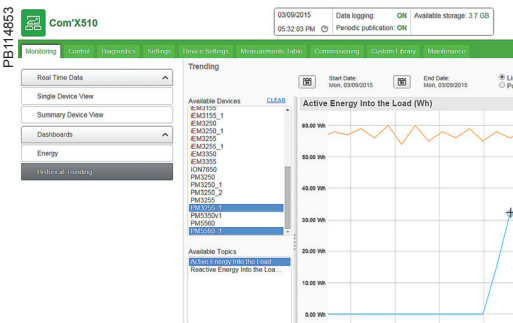 PB114853
Com'X510
03/09/2015
05:32:03 PM
Data logging: ON
Periodic publication: ON
Available storage: 3.7 GB
Monitoring Control Diagnostics Settings Device Settings Measurements Table Commissioning Custom Library Maintenance
Real Time Data
Single Device View
Summary Device View
Dashboards
Energy
Historical Trending
Trending
Start Date:
Mon, 03/09/2015
End Date:
Mon, 03/09/2015
Available Devices CLEAR
iEM3155
iEM3155_1
iEM3250
iEM3250_1
iEM3255
iEM3255_1
iEM3350
iEM3355
ION7650
PM3250
PM3250_1
PM3250_2
PM3255
PM3255_1
PM5350v1
PM5560
PM5560_1
Available Topics
Active Energy Into the Load
Reactive Energy Into the Loa...
Active Energy Into the Load (Wh)
60.00 Wh
50.00 Wh
40.00 Wh
30.00 Wh
20.00 Wh
10.00 Wh
0.00 Wh